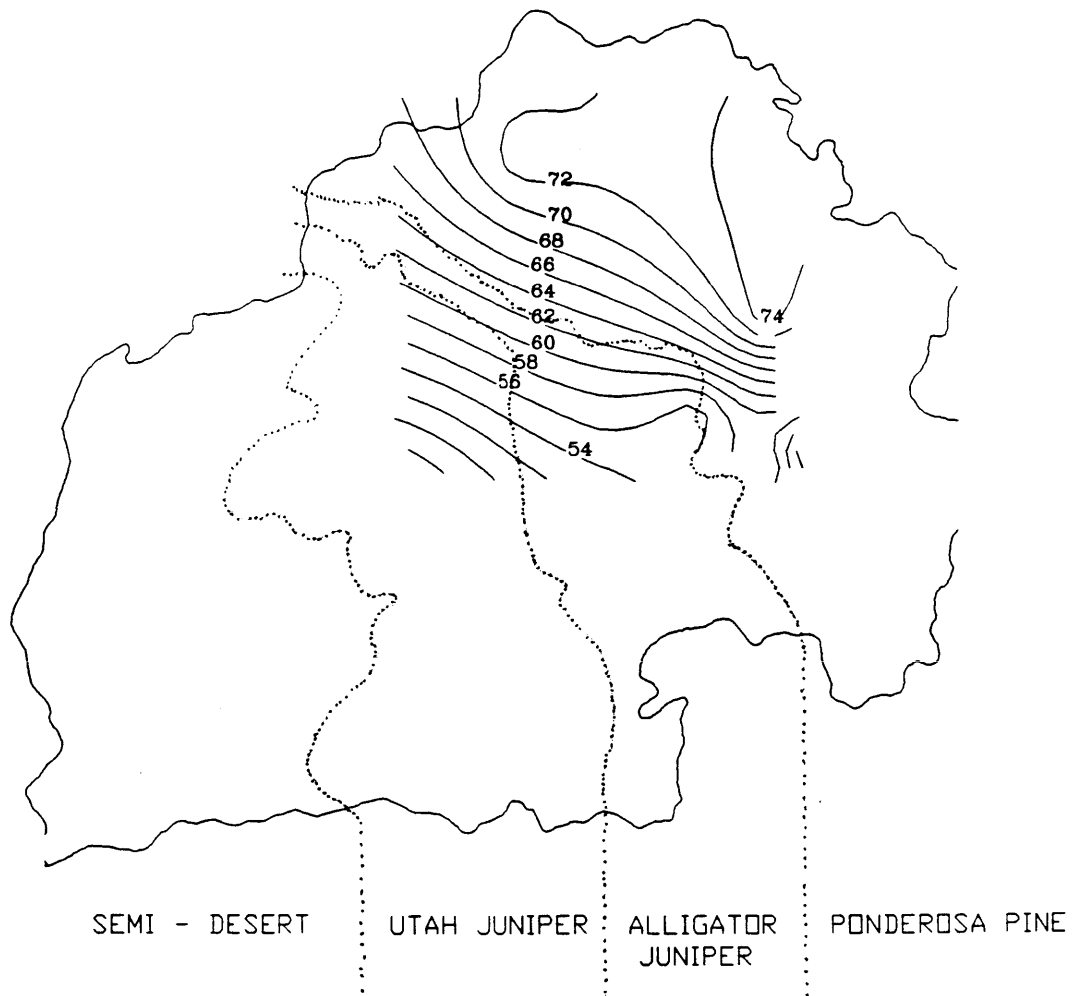 72
70
68
66
64
62
60
58
56
54
74
SEMI - DESERT
UTAH JUNIPER
ALLIGATOR
JUNIPER
PONDEROSA PINE